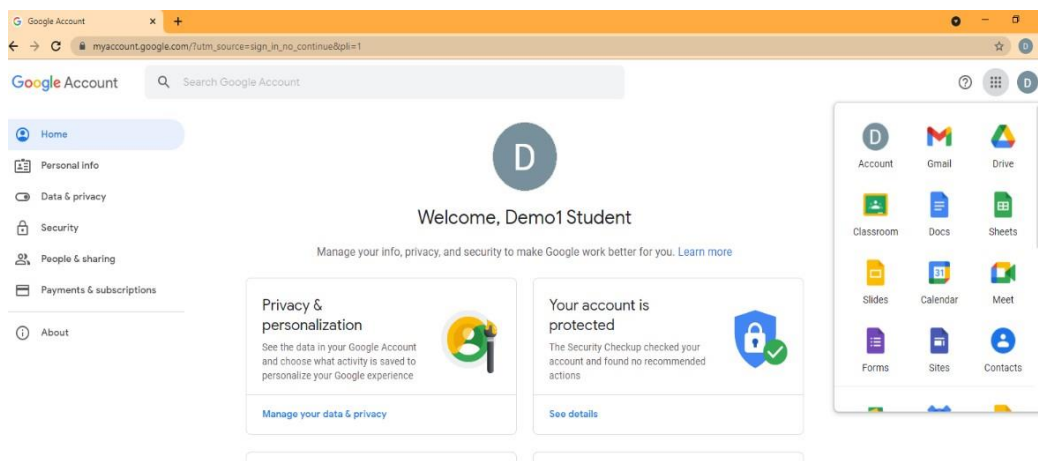 Google Account
myaccount.google.com/?utm_source=sign_in_no_continue&pli=1
D
Google Account
Search Google Account
D
Home
Personal info
Data & privacy
Security
People & sharing
Payments & subscriptions
About
D
Welcome, Demo1 Student
Manage your info, privacy, and security to make Google work better for you. Learn more
Privacy &
personalization
See the data in your Google Account
and choose what activity is saved to
personalize your Google experience
Manage your data & privacy
Your account is
protected
The Security Checkup checked your
account and found no recommended
actions
See details
D
Account Gmail Drive
Classroom Docs Sheets
31
Slides Calendar Meet
Forms Sites Contacts